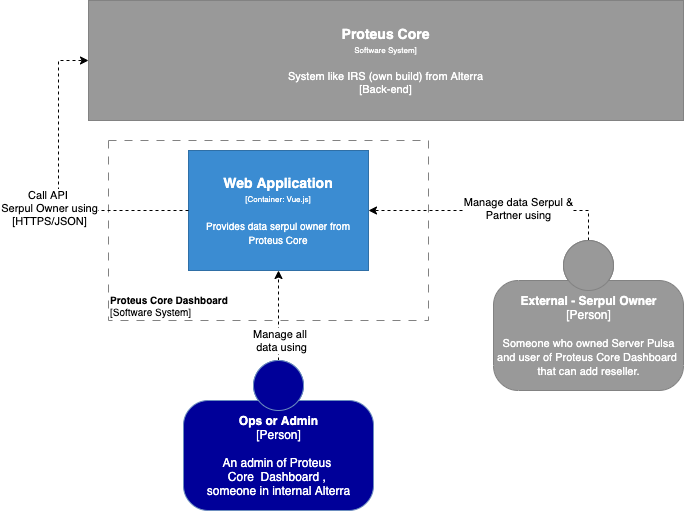 Proteus Core
Software System]
System like IRS (own build) from Alterra
[Back-end]
Web Application
[Container: Vue.js]
Provides data serpul owner from
Proteus Core
Call API
Serpul Owner using
[HTTPS/JSON]
Manage data Serpul &
Partner using
Proteus Core Dashboard
[Software System]
Manage all
data using
External - Serpul Owner
[Person]
Someone who owned Server Pulsa
and user of Proteus Core Dashboard
that can add reseller.
Ops or Admin
[Person]
An admin of Proteus
Core Dashboard ,
someone in internal Alterra